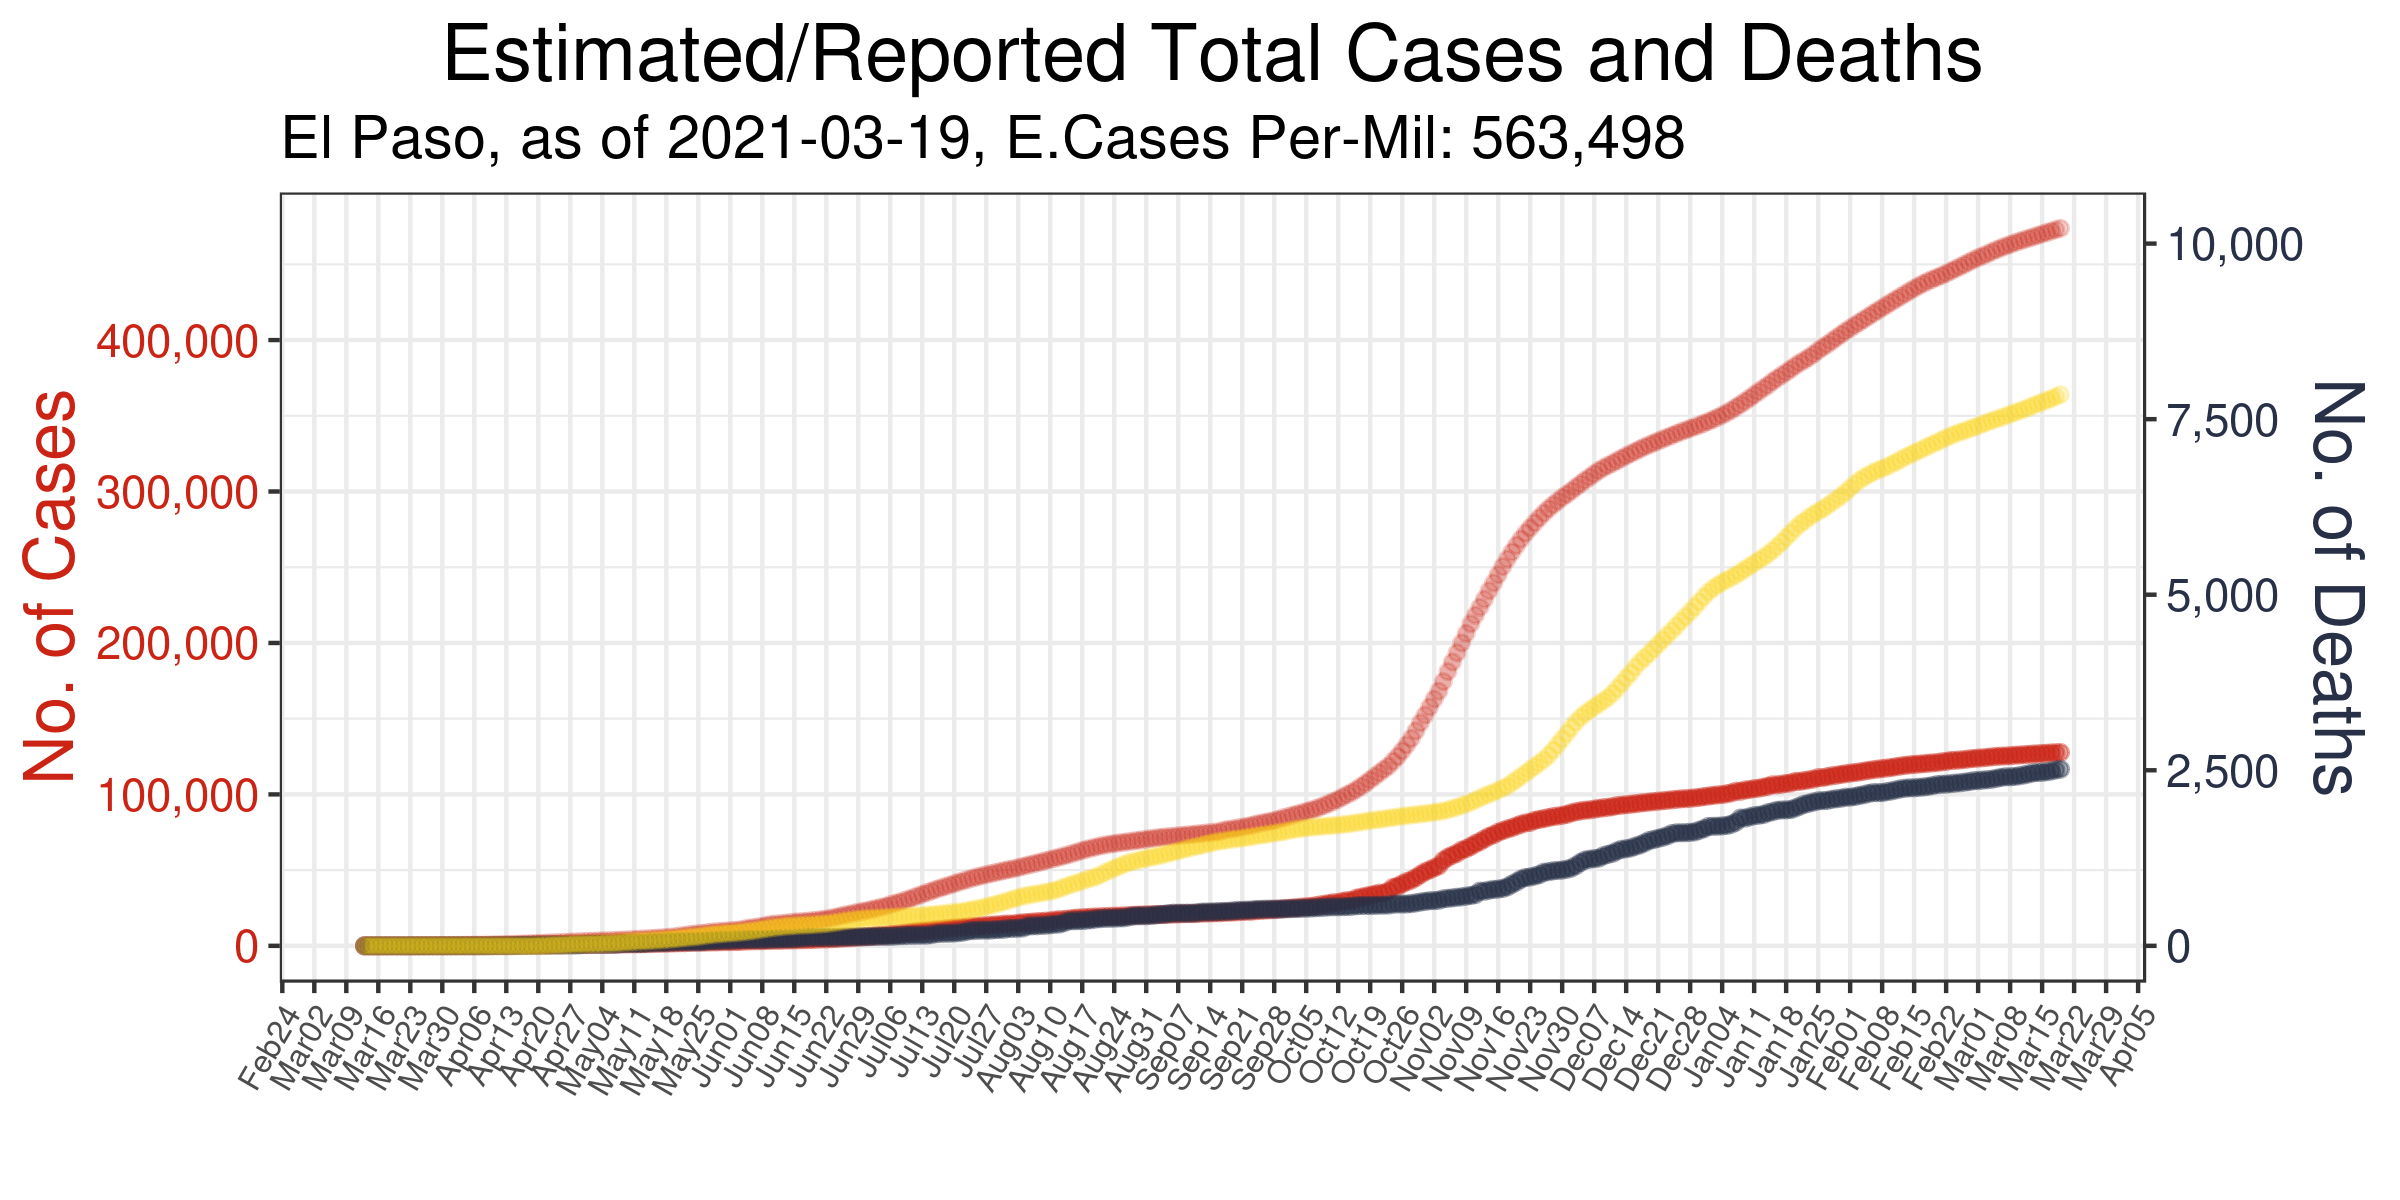 Estimated/Reported Total Cases and Deaths
El Paso, as of 2021-03-19, E.Cases Per-Mil: 563,498
No. of Cases
400,000
300,000
200,000
100,000
0
10,000
7,500
5,000
2,500
0
No. of Deaths
Feb24
Mar02
Mar09
Mar16
Mar23
Mar30
Apr06
Apr13
Apr20
Apr27
May04
May11
May18
May25
Jun01
Jun08
Jun15
Jun22
Jun29
Jul06
Jul13
Jul20
Jul27
Aug03
Aug10
Aug17
Aug24
Aug31
Sep07
Sep14
Sep21
Sep28
Oct05
Oct12
Oct19
Oct26
Nov02
Nov09
Nov16
Nov23
Nov30
Dec07
Dec14
Dec21
Dec28
Jan04
Jan11
Jan18
Jan25
Feb01
Feb08
Feb15
Feb22
Mar01
Mar08
Mar15
Mar22
Mar29
Apr05